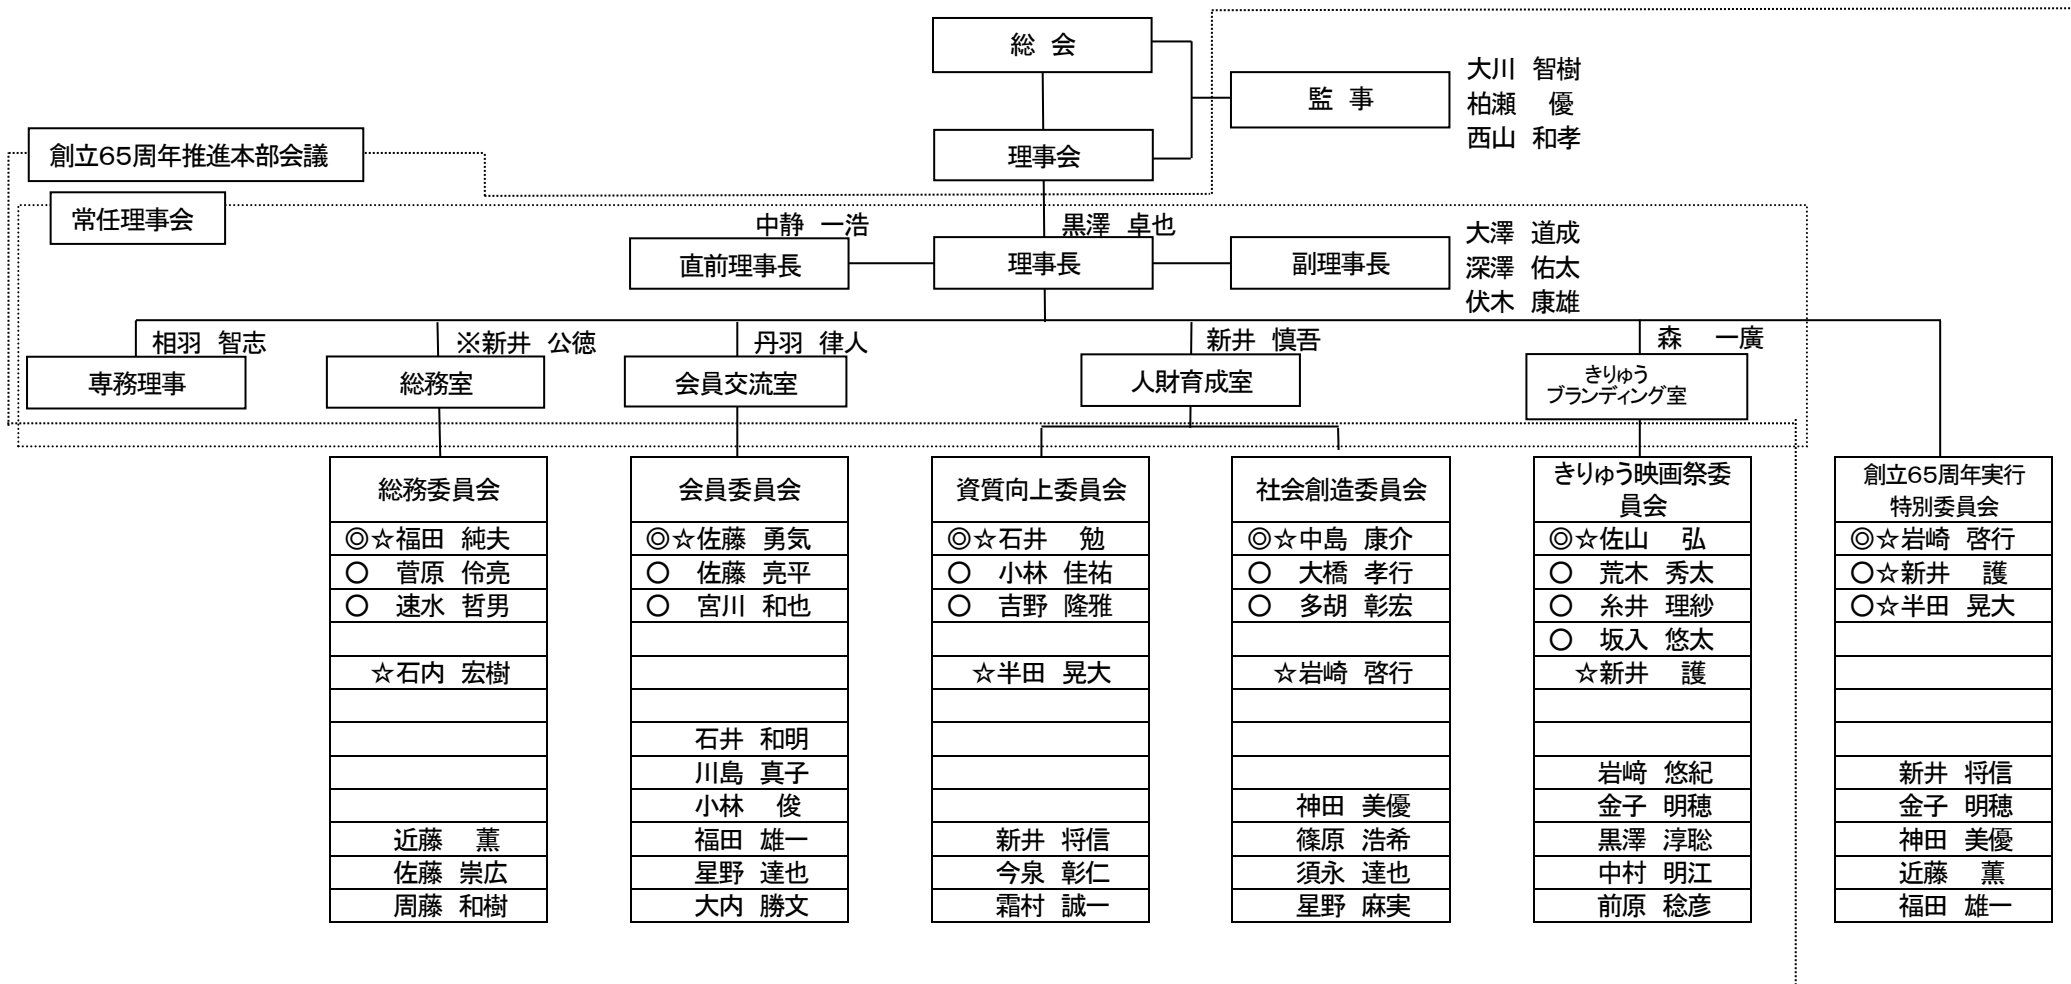 総 会
監 事
大川 智樹
柏瀬 優
西山 和孝
創立65周年推進本部会議
理事会
常任理事会
中静 一浩
直前理事長
黒澤 卓也
理事長
副理事長
大澤 道成
深澤 佑太
伏木 康雄
相羽 智志
専務理事
※新井 公徳
総務室
丹羽 律人
会員交流室
新井 慎吾
人財育成室
森 一廣
きりゅう
ブランディング室
総務委員会
◎☆福田 純夫
○ 菅原 伶亮
○ 速水 哲男
☆石内 宏樹
近藤 薫
佐藤 崇広
周藤 和樹
会員委員会
◎☆佐藤 勇気
○ 佐藤 亮平
○ 宮川 和也
石井 和明
川島 真子
小林 俊
福田 雄一
星野 達也
大内 勝文
資質向上委員会
◎☆石井 勉
○ 小林 佳祐
○ 吉野 隆雅
☆半田 晃大
新井 将信
今泉 彰仁
霜村 誠一
社会創造委員会
◎☆中島 康介
○ 大橋 孝行
○ 多胡 彰宏
☆岩崎 啓行
神田 美優
篠原 浩希
須永 達也
星野 麻実
きりゅう映画祭委
員会
◎☆佐山 弘
○ 荒木 秀太
○ 糸井 理紗
○ 坂入 悠太
☆新井 護
岩﨑 悠紀
金子 明穂
黒澤 淳聡
中村 明江
前原 稔彦
創立65周年実行
特別委員会
◎☆岩崎 啓行
○☆新井 護
○☆半田 晃大
新井 将信
金子 明穂
神田 美優
近藤 薫
福田 雄一